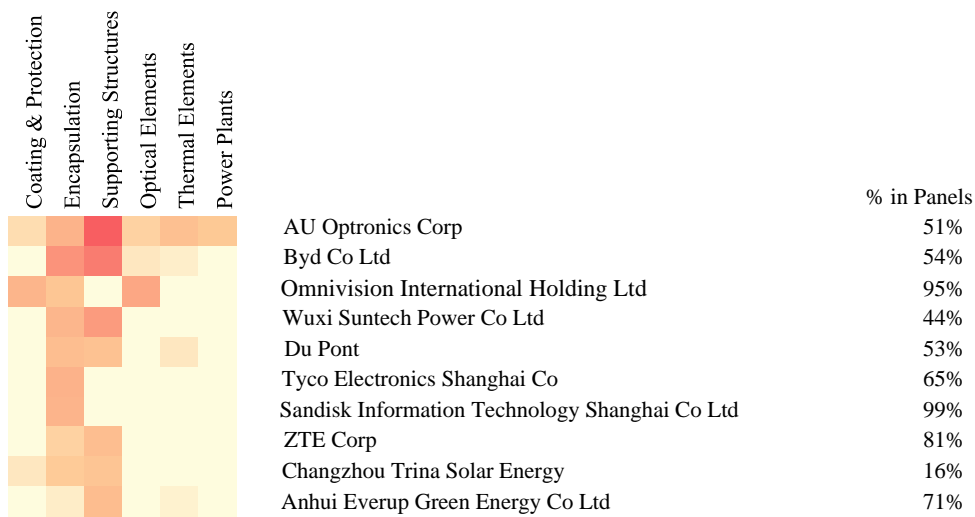 Coating & Protection
Encapsulation
Supporting Structures
Optical Elements
Thermal Elements
Power Plants
% in Panels
AU Optronics Corp 51%
Byd Co Ltd 54%
Omnivision International Holding Ltd 95%
Wuxi Suntech Power Co Ltd 44%
Du Pont 53%
Tyco Electronics Shanghai Co 65%
Sandisk Information Technology Shanghai Co Ltd 99%
ZTE Corp 81%
Changzhou Trina Solar Energy 16%
Anhui Everup Green Energy Co Ltd 71%